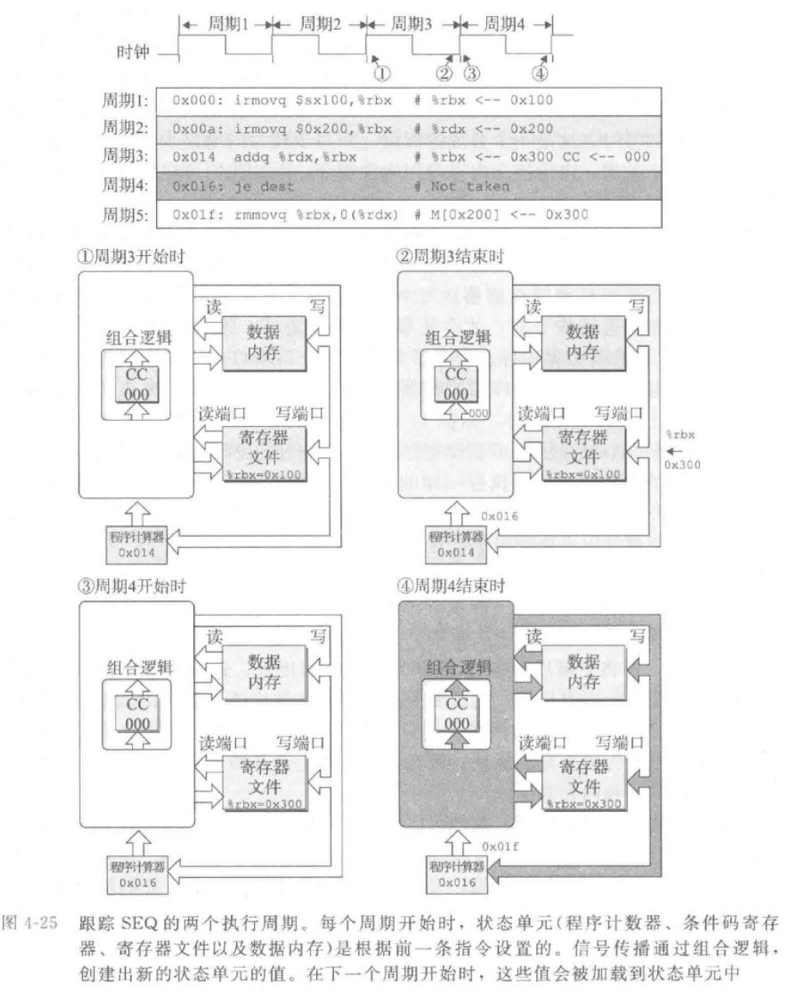 周期1 周期2 周期3 周期4
时钟
① ② ③ ④
周期1: 0x000: irmovq $sx100,%rbx # %rbx <-- 0x100
周期2: 0x00a: irmovq $0x200,%rbx # %rdx <-- 0x200
周期3: 0x014 addq %rdx,%rbx # %rbx <-- 0x300 CC <-- 000
周期4: 0x016: je dest # Not taken
周期5: 0x01f: rmmovq %rbx,0(%rdx) # M[0x200] <-- 0x300
①周期3开始时
读 写
组合逻辑
数据
内存
CC
000
读端口 写端口
寄存器
文件
%rbx=0x100
程序计算器
0x014
②周期3结束时
读 写
组合逻辑
数据
内存
CC
000
000
读端口 写端口
寄存器
文件
%rbx=0x100
%rbx
0x300
0x016
程序计算器
0x014
③周期4开始时
读 写
组合逻辑
数据
内存
CC
000
读端口 写端口
寄存器
文件
%rbx=0x300
程序计算器
0x016
④周期4结束时
读 写
组合逻辑
数据
内存
CC
000
读端口 写端口
寄存器
文件
%rbx=0x300
0x01f
程序计算器
0x016
图 4-25 跟踪 SEQ 的两个执行周期。每个周期开始时，状态单元(程序计数器、条件码寄存
器、寄存器文件以及数据内存)是根据前一条指令设置的。信号传播通过组合逻辑，
创建出新的状态单元的值。在下一个周期开始时，这些值会被加载到状态单元中